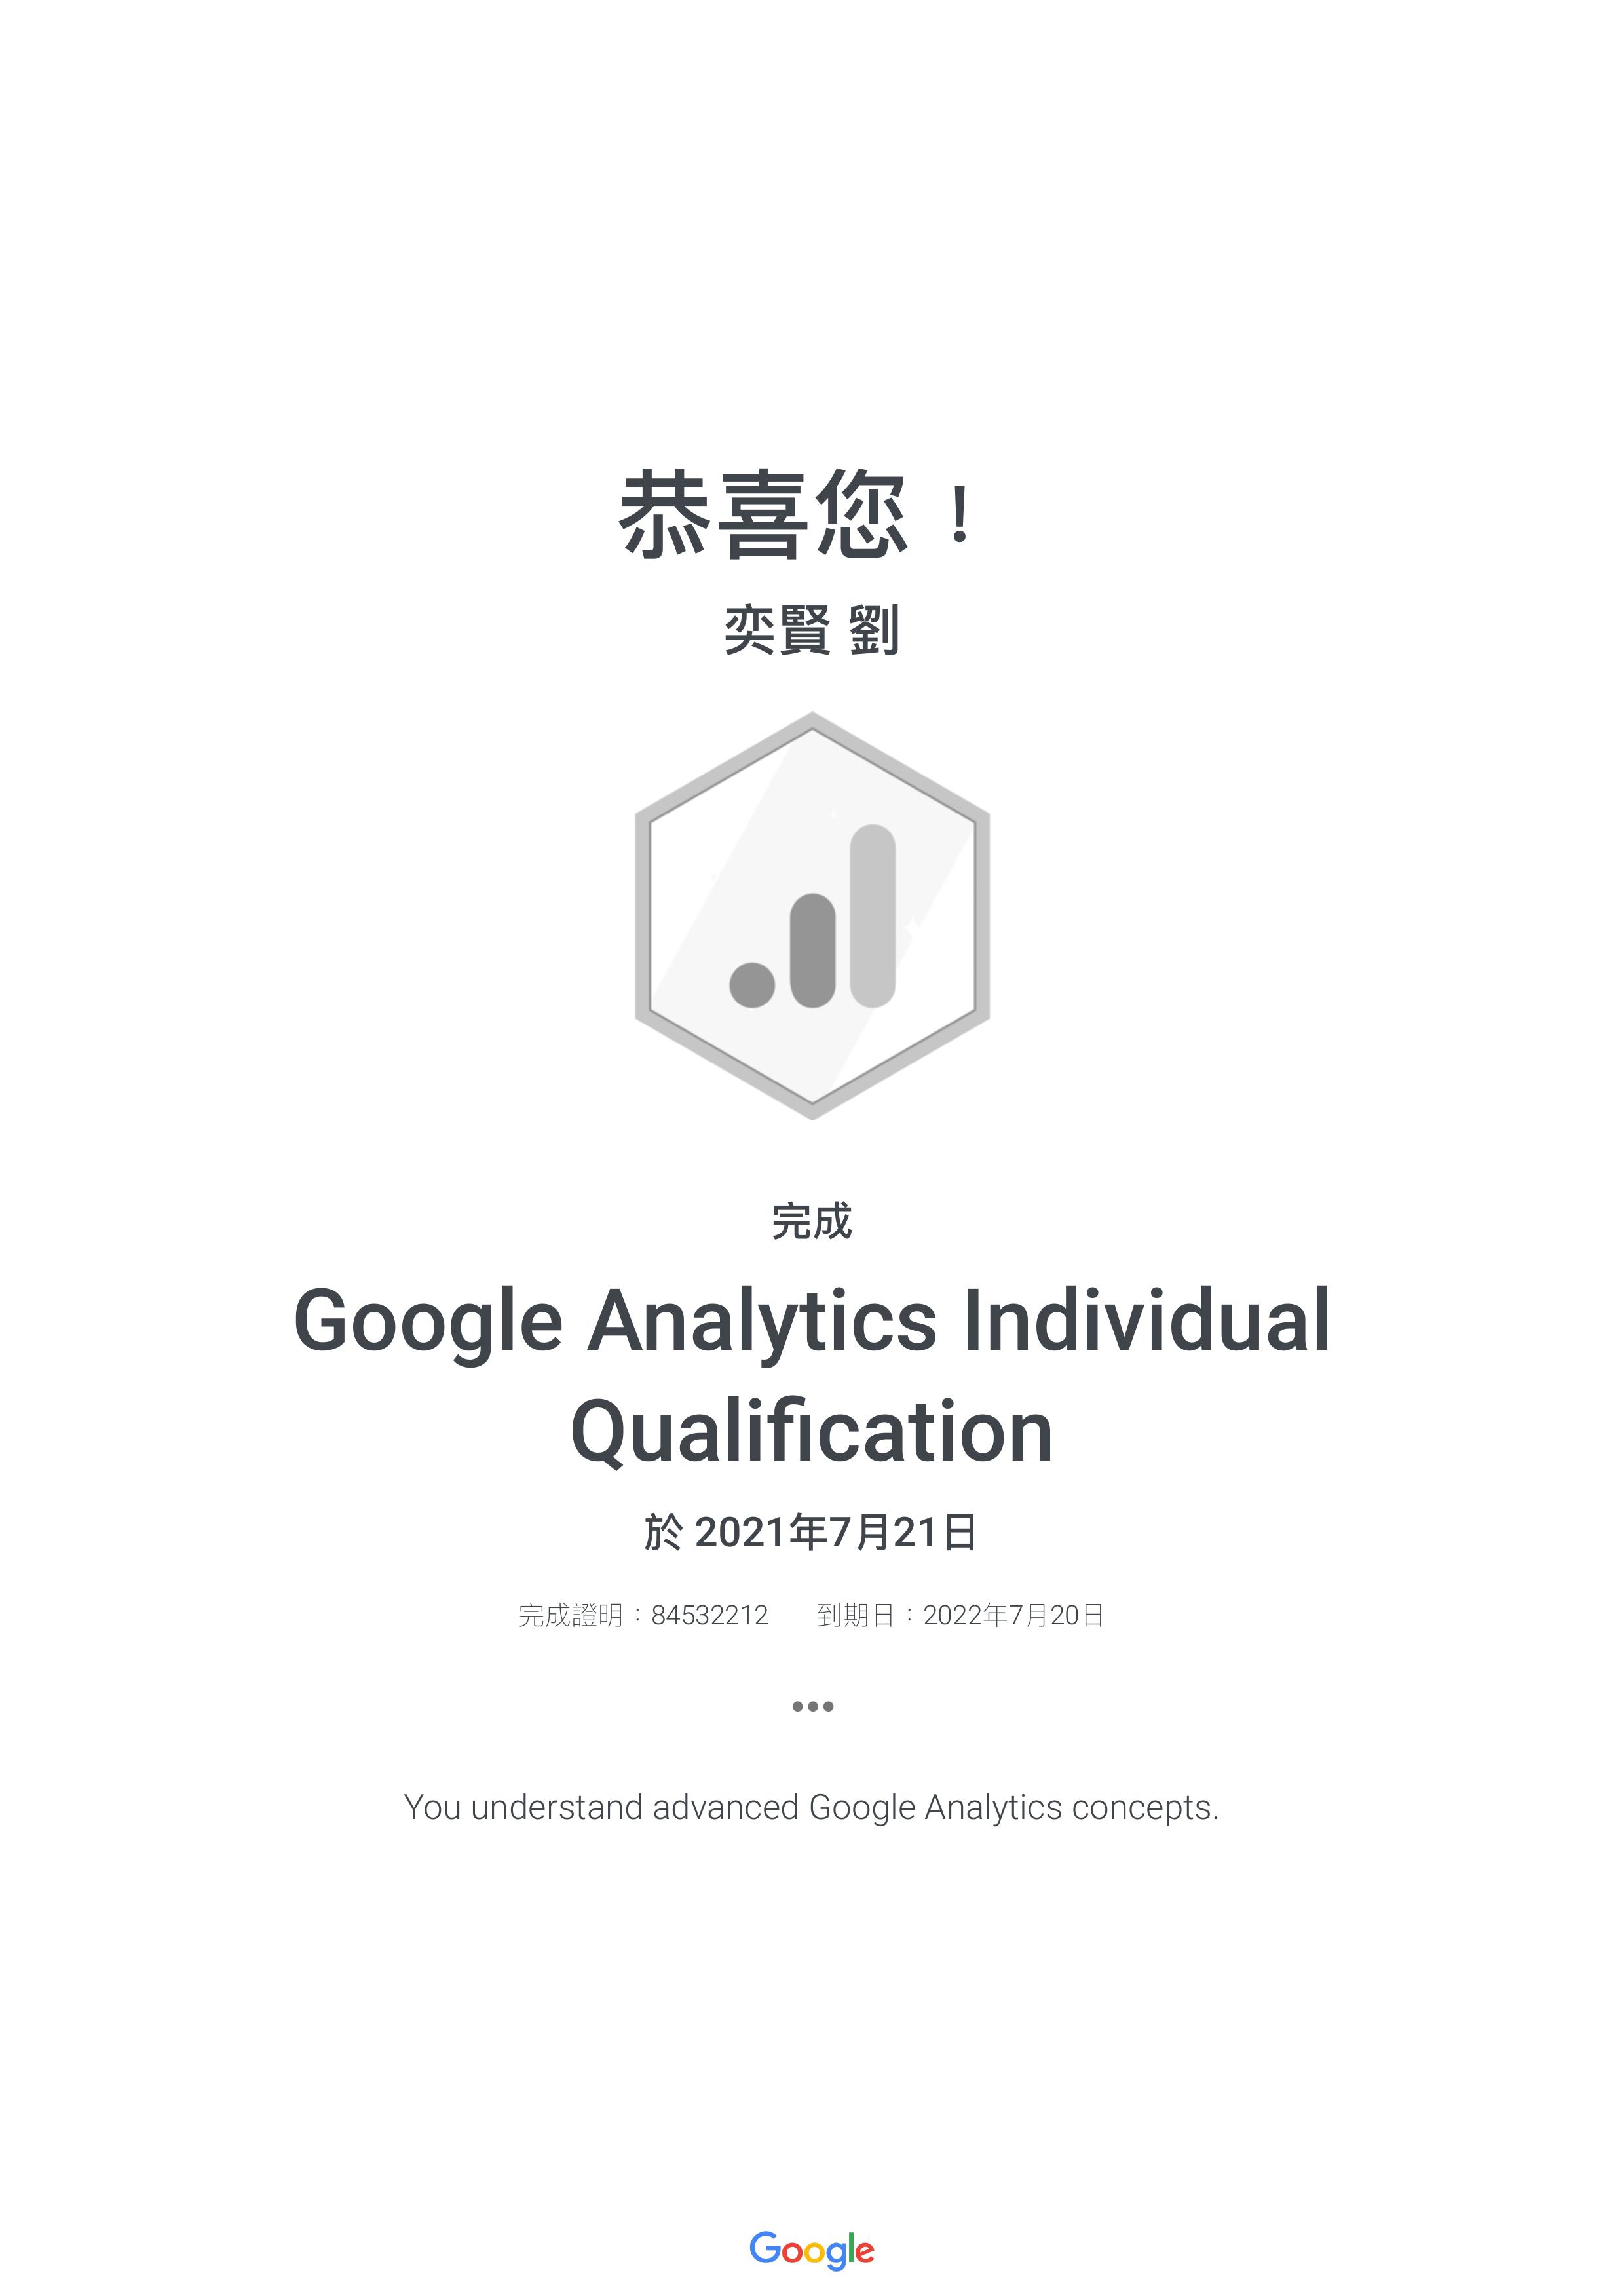 恭喜您！
奕賢 劉
完成
Google Analytics Individual
Qualification
於 2021年7月21日
完成證明：84532212 到期日：2022年7月20日
You understand advanced Google Analytics concepts.
Google